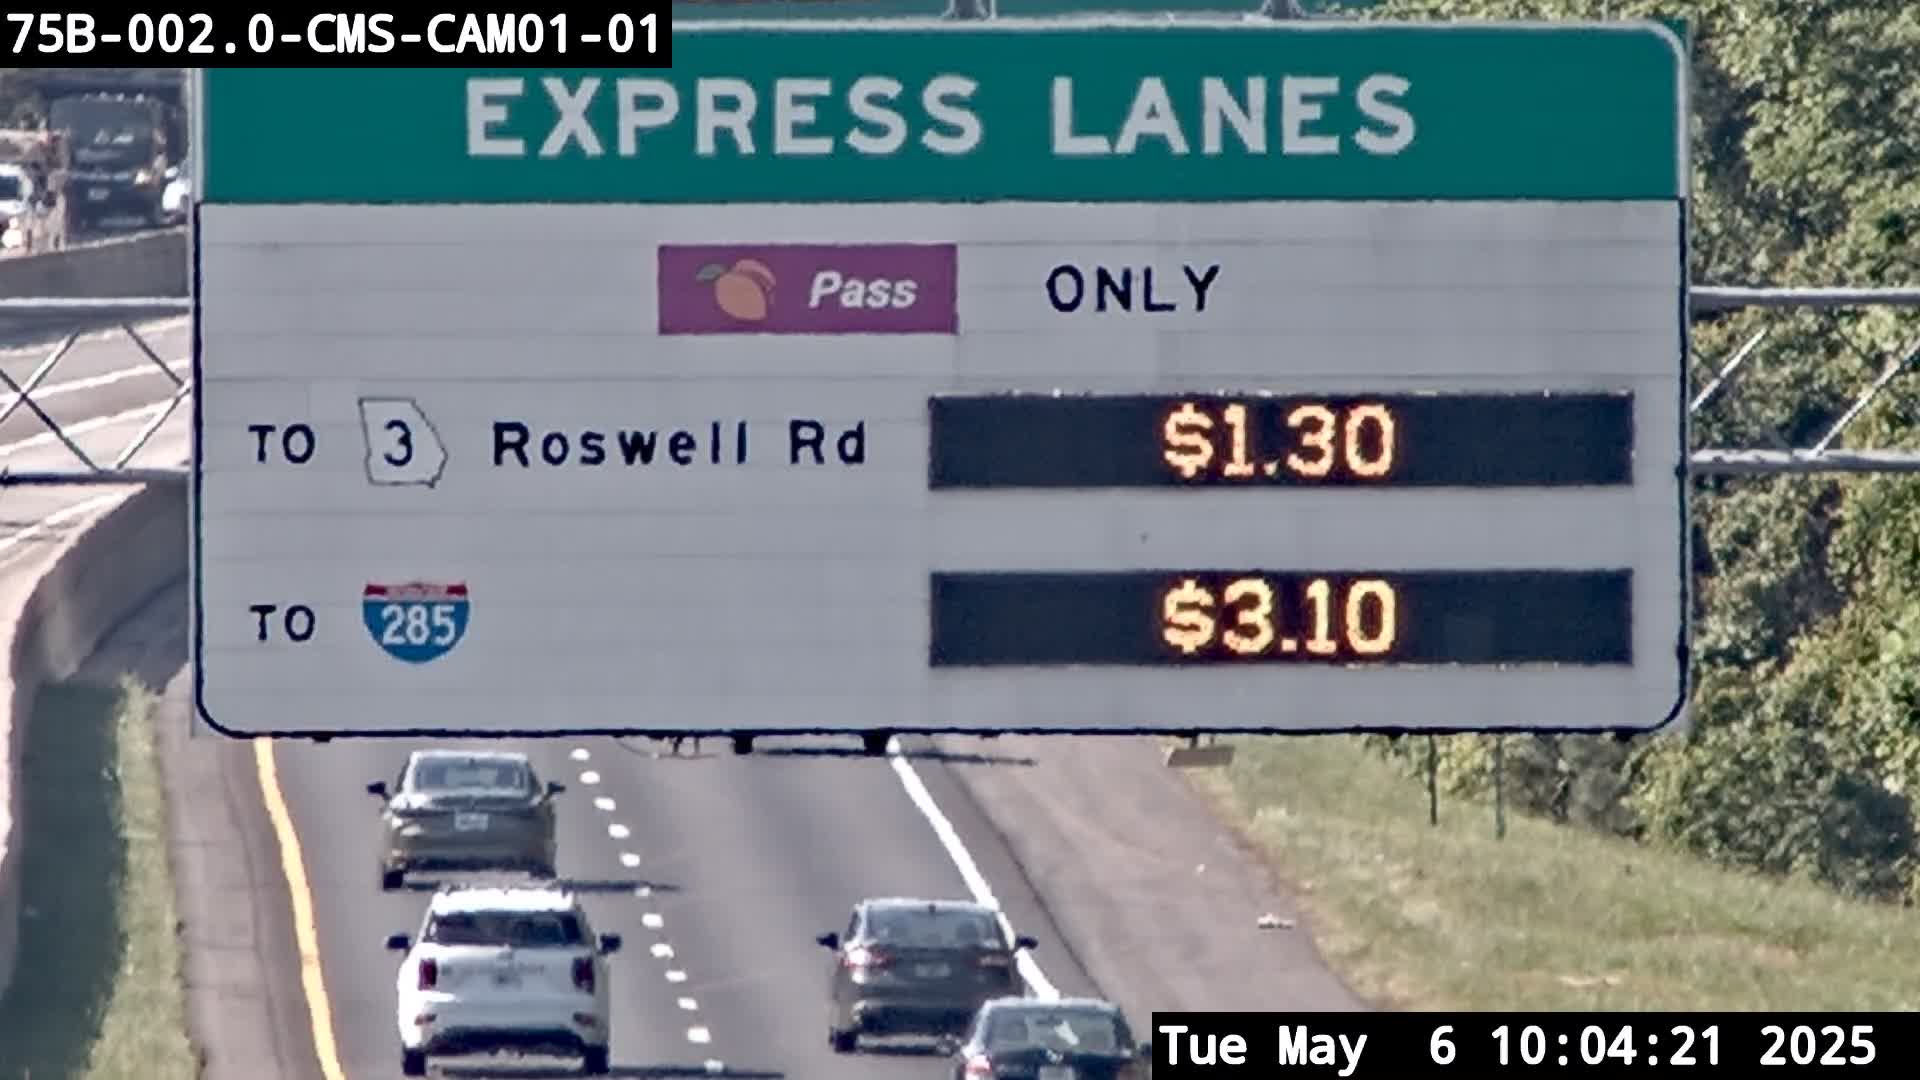 75B-002.0-CMS-CAM01-01
EXPRESS LANES
Pass ONLY
TO 3 Roswell Rd $1.30
TO 285 $3.10
Tue May 6 10:04:21 2025